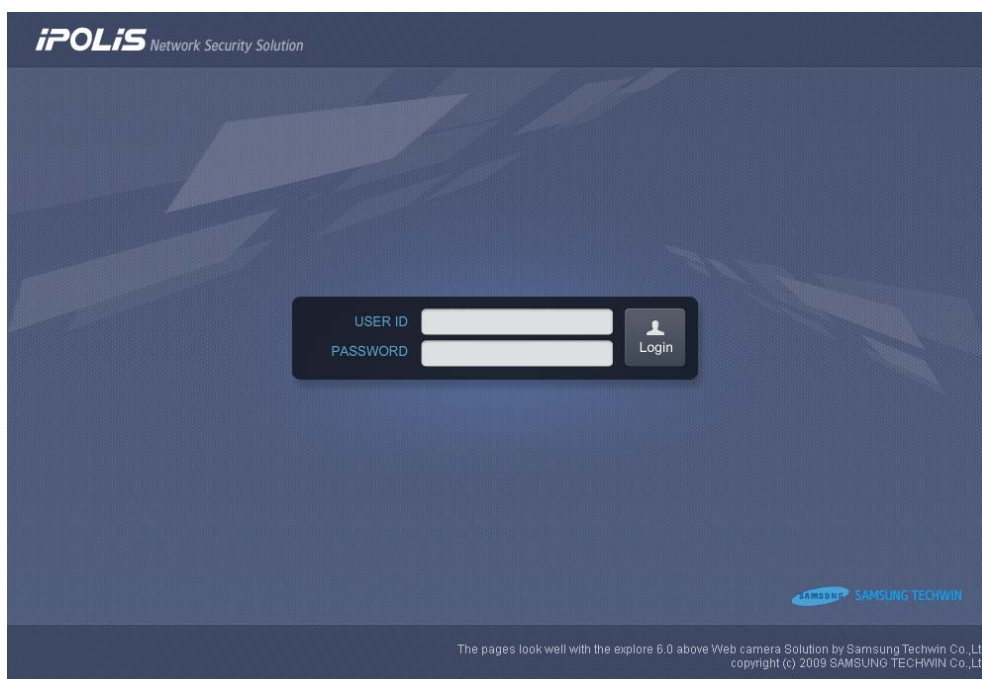 iPOLiS Network Security Solution
USER ID
PASSWORD
Login
SAMSUNG SAMSUNG TECHWIN
The pages look well with the explore 6.0 above Web camera Solution by Samsung Techwin Co.,Lt
copyright (c) 2009 SAMSUNG TECHWIN Co.,Lt